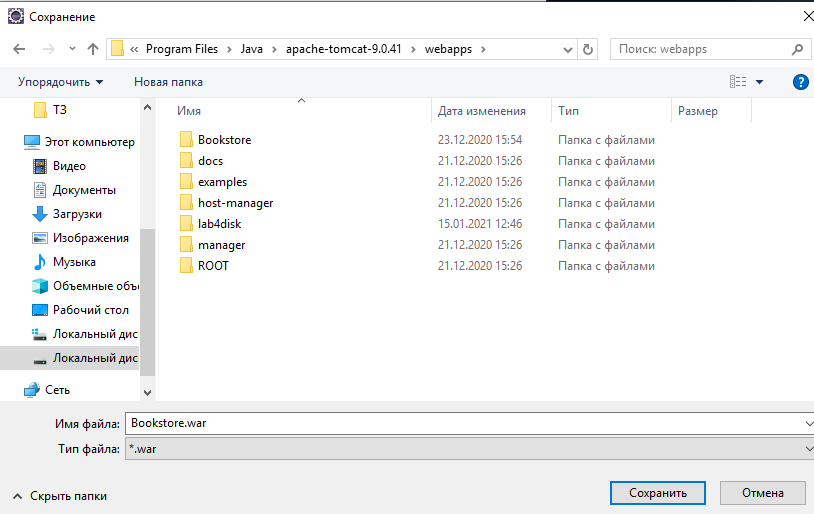 Сохранение
« Program Files › Java › apache-tomcat-9.0.41 › webapps ›
Поиск: webapps
Упорядочить Новая папка
Имя Дата изменения Тип Размер
ТЗ
Этот компьютер
Видео
Документы
Загрузки
Изображения
Музыка
Объемные объ
Рабочий стол
Локальный дис
Локальный дис
Сеть
Bookstore 23.12.2020 15:54 Папка с файлами
docs 21.12.2020 15:26 Папка с файлами
examples 21.12.2020 15:26 Папка с файлами
host-manager 21.12.2020 15:26 Папка с файлами
lab4disk 15.01.2021 12:46 Папка с файлами
manager 21.12.2020 15:26 Папка с файлами
ROOT 21.12.2020 15:26 Папка с файлами
Имя файла: Bookstore.war
Тип файла: *.war
Скрыть папки
Сохранить Отмена